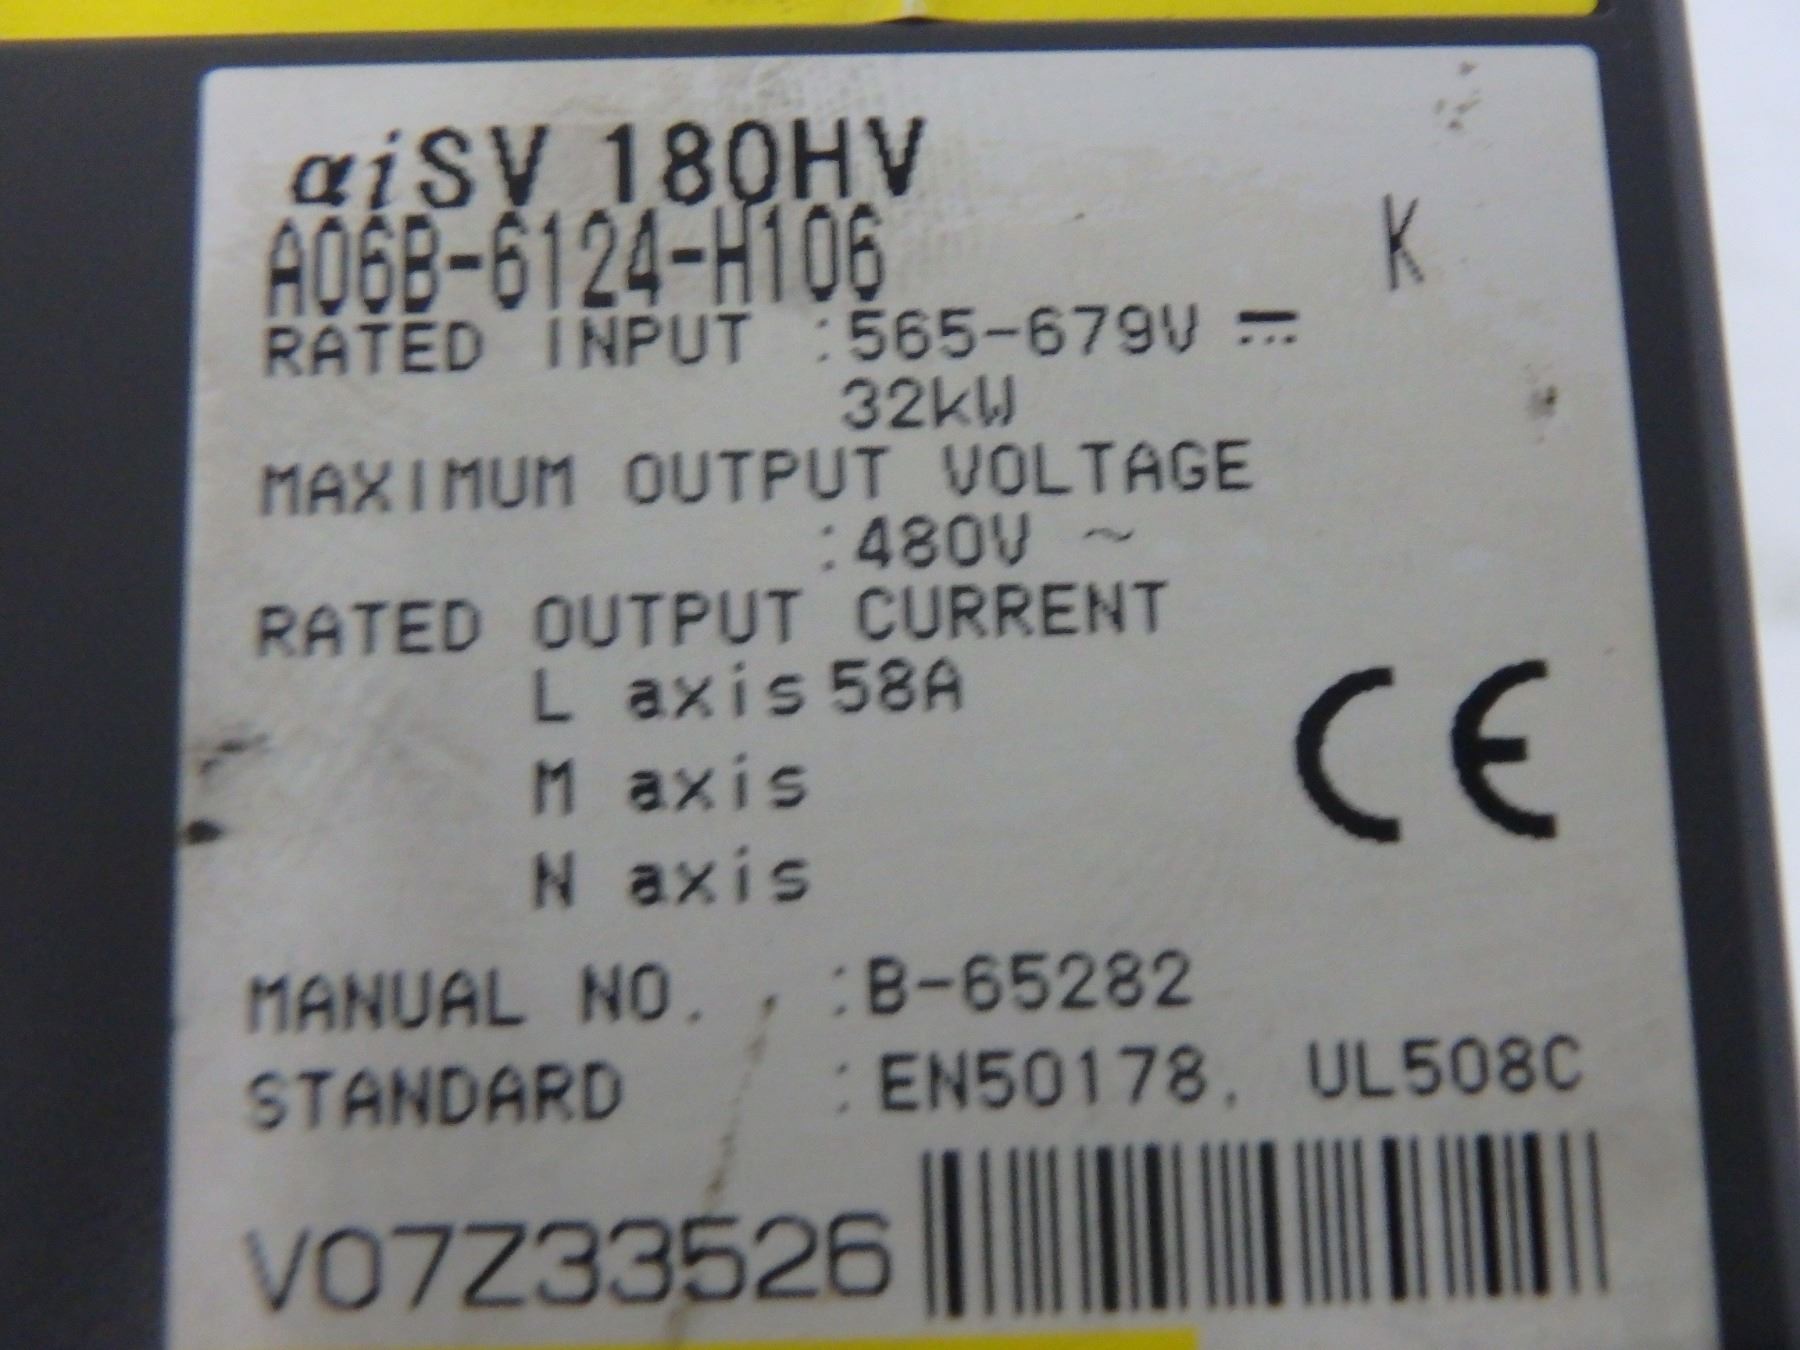 αiSV 180HV
A06B-6124-H106 K
RATED INPUT :565-679V ⎓
32kW
MAXIMUM OUTPUT VOLTAGE
:480V ~
RATED OUTPUT CURRENT
L axis 58A
M axis
N axis
CE
MANUAL NO. :B-65282
STANDARD :EN50178, UL508C
V07Z33526